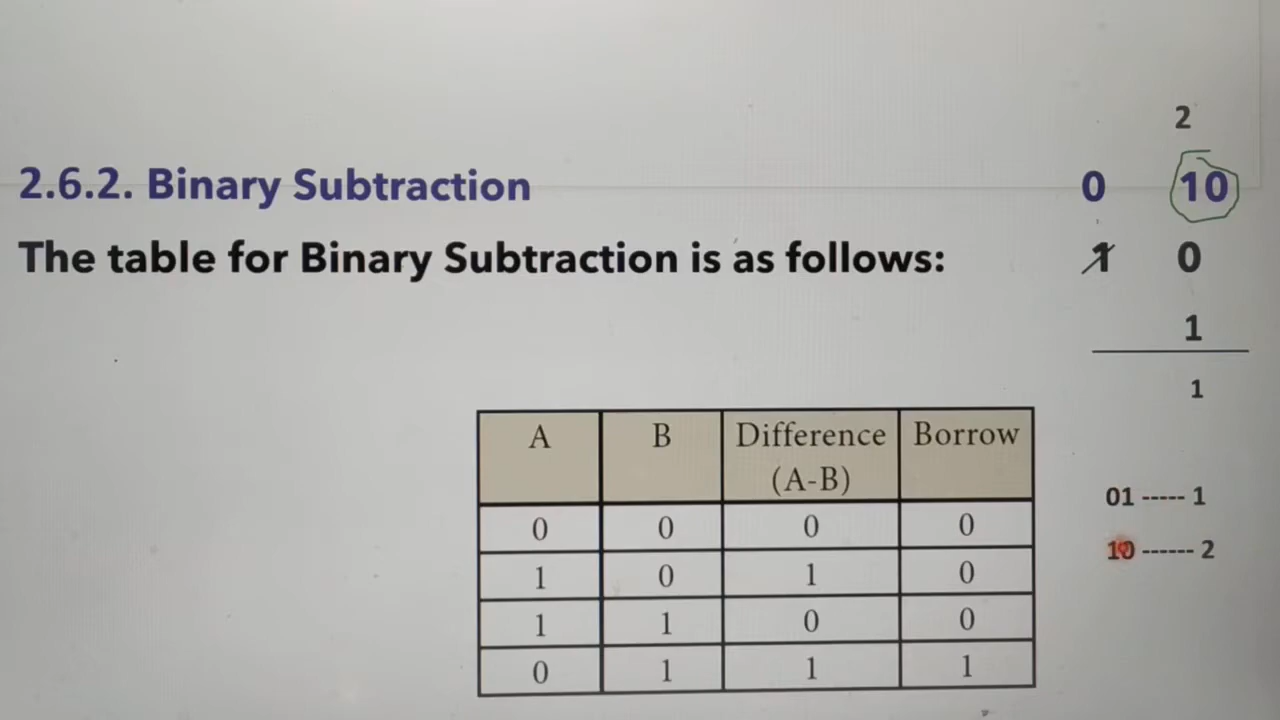 2
2.6.2. Binary Subtraction 0 10
The table for Binary Subtraction is as follows: 1 0
1
1
A B Difference (A-B) Borrow
0 0 0 0
1 0 1 0
1 1 0 0
0 1 1 1
01 ----- 1
10 ------ 2